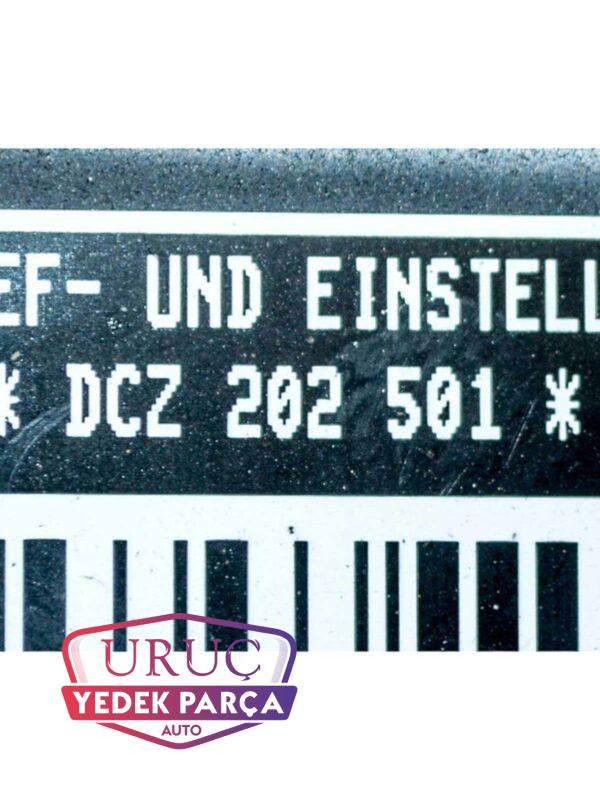 EF- UND EINSTELL
* DCZ 202 501 *
URUÇ
YEDEK PARÇA
AUTO